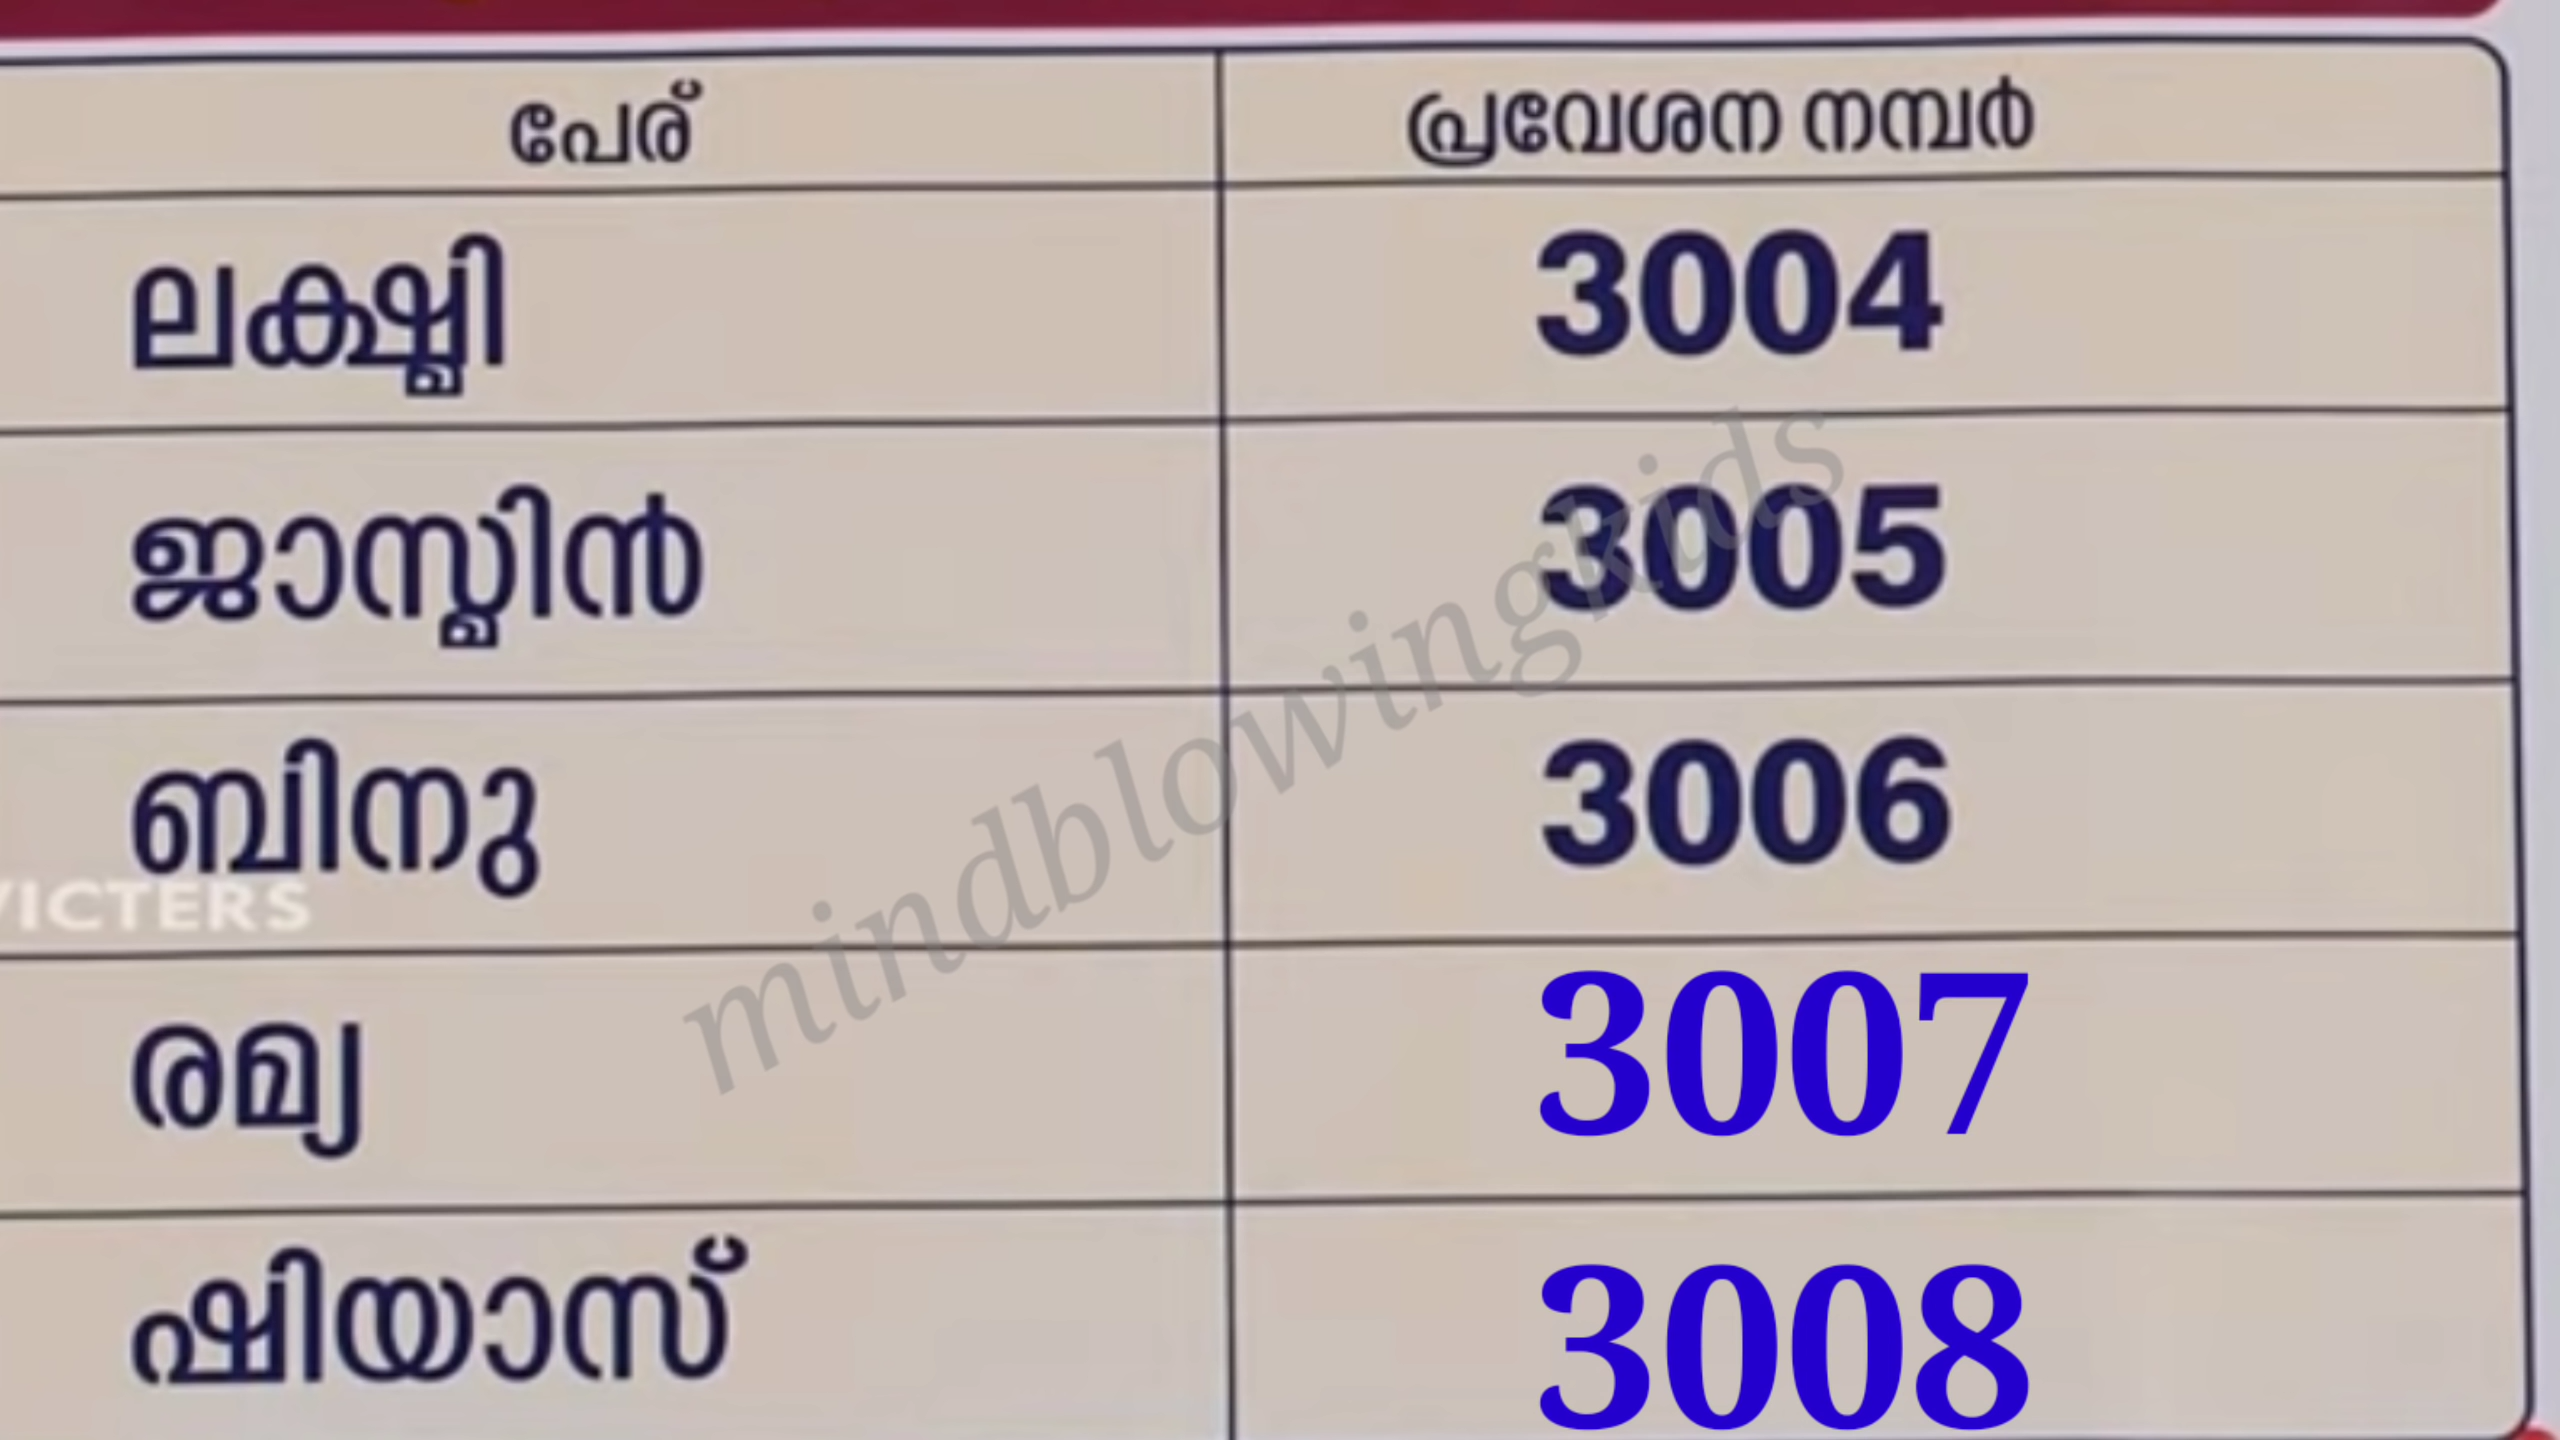 പേര് പ്രവേശന നമ്പർ
ലക്ഷ്മി 3004
ജാസ്മിൻ 3005
ബിനു 3006
VICTERS
രമ്യ 3007
ഷിയാസ് 3008
mindblowingkids